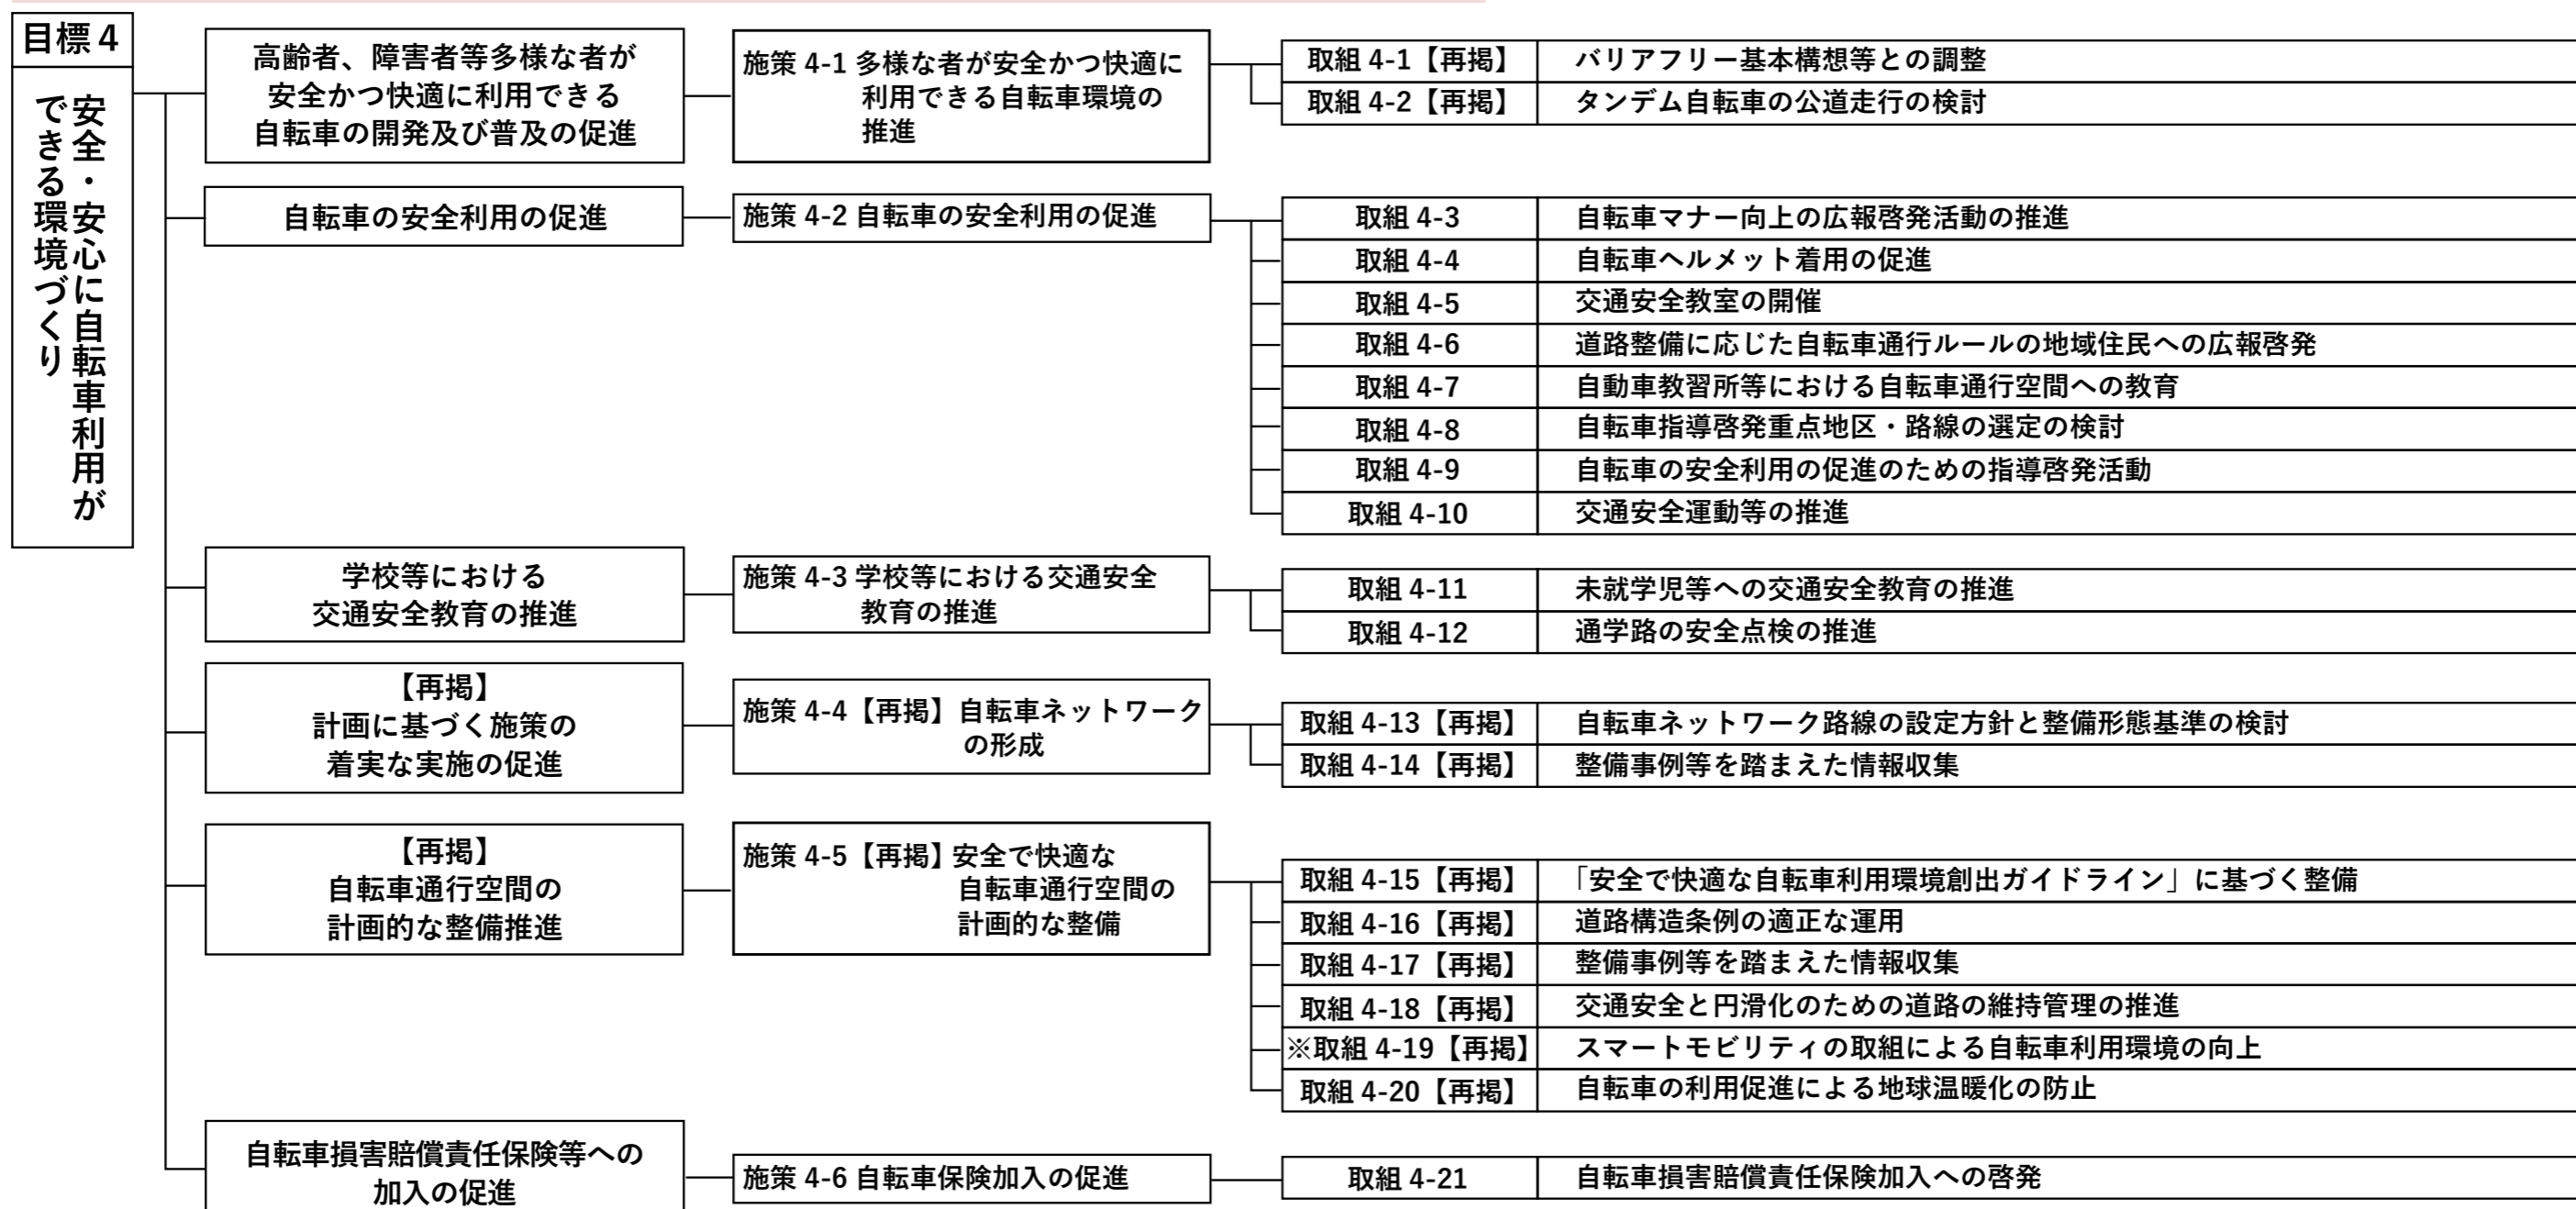 目標 4
安全・安心に自転車利用が
できる環境づくり
高齢者、障害者等多様な者が
安全かつ快適に利用できる
自転車の開発及び普及の促進
施策 4-1 多様な者が安全かつ快適に
利用できる自転車環境の
推進
取組 4-1【再掲】 バリアフリー基本構想等との調整
取組 4-2【再掲】 タンデム自転車の公道走行の検討
自転車の安全利用の促進
施策 4-2 自転車の安全利用の促進
取組 4-3 自転車マナー向上の広報啓発活動の推進
取組 4-4 自転車ヘルメット着用の促進
取組 4-5 交通安全教室の開催
取組 4-6 道路整備に応じた自転車通行ルールの地域住民への広報啓発
取組 4-7 自動車教習所等における自転車通行空間への教育
取組 4-8 自転車指導啓発重点地区・路線の選定の検討
取組 4-9 自転車の安全利用の促進のための指導啓発活動
取組 4-10 交通安全運動等の推進
学校等における
交通安全教育の推進
施策 4-3 学校等における交通安全
教育の推進
取組 4-11 未就学児等への交通安全教育の推進
取組 4-12 通学路の安全点検の推進
【再掲】
計画に基づく施策の
着実な実施の促進
施策 4-4【再掲】自転車ネットワーク
の形成
取組 4-13【再掲】 自転車ネットワーク路線の設定方針と整備形態基準の検討
取組 4-14【再掲】 整備事例等を踏まえた情報収集
【再掲】
自転車通行空間の
計画的な整備推進
施策 4-5【再掲】安全で快適な
自転車通行空間の
計画的な整備
取組 4-15【再掲】 「安全で快適な自転車利用環境創出ガイドライン」に基づく整備
取組 4-16【再掲】 道路構造条例の適正な運用
取組 4-17【再掲】 整備事例等を踏まえた情報収集
取組 4-18【再掲】 交通安全と円滑化のための道路の維持管理の推進
※取組 4-19【再掲】 スマートモビリティの取組による自転車利用環境の向上
取組 4-20【再掲】 自転車の利用促進による地球温暖化の防止
自転車損害賠償責任保険等への
加入の促進
施策 4-6 自転車保険加入の促進
取組 4-21 自転車損害賠償責任保険加入への啓発